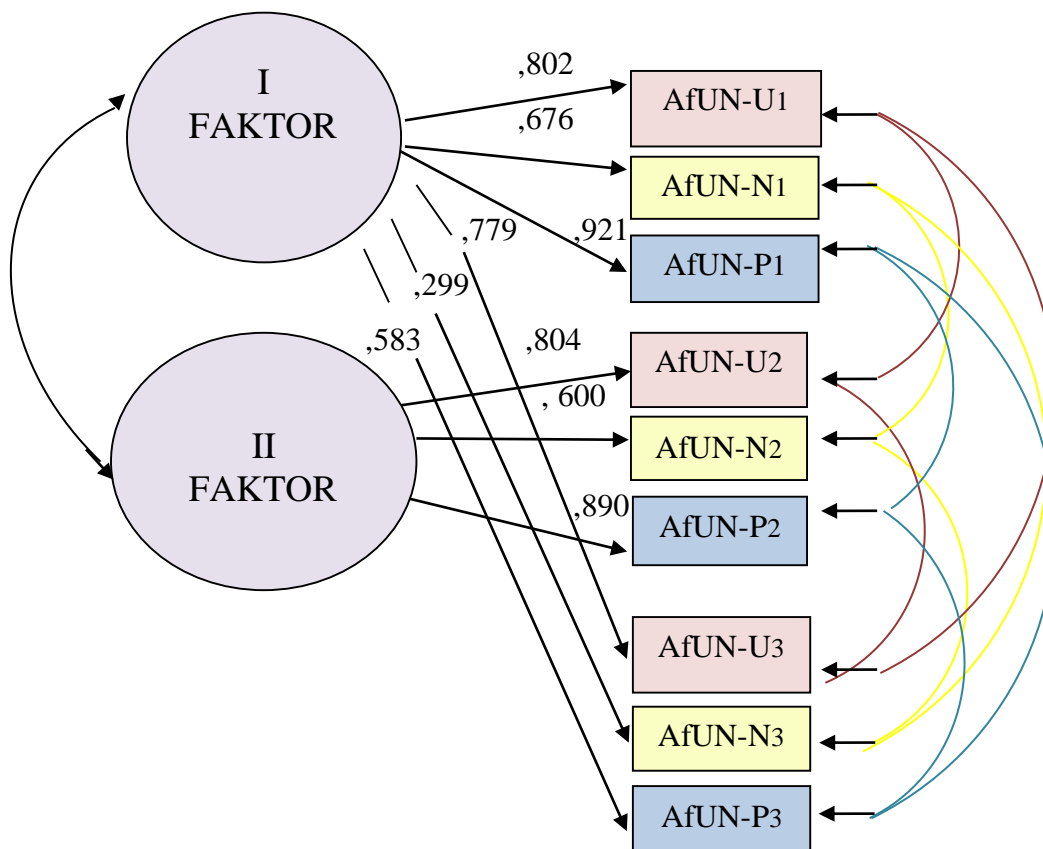 I
FAKTOR
,802
,676
,779
,921
,299
,583
,804
, 600
,890
II
FAKTOR
AfUN-U1
AfUN-N1
AfUN-P1
AfUN-U2
AfUN-N2
AfUN-P2
AfUN-U3
AfUN-N3
AfUN-P3